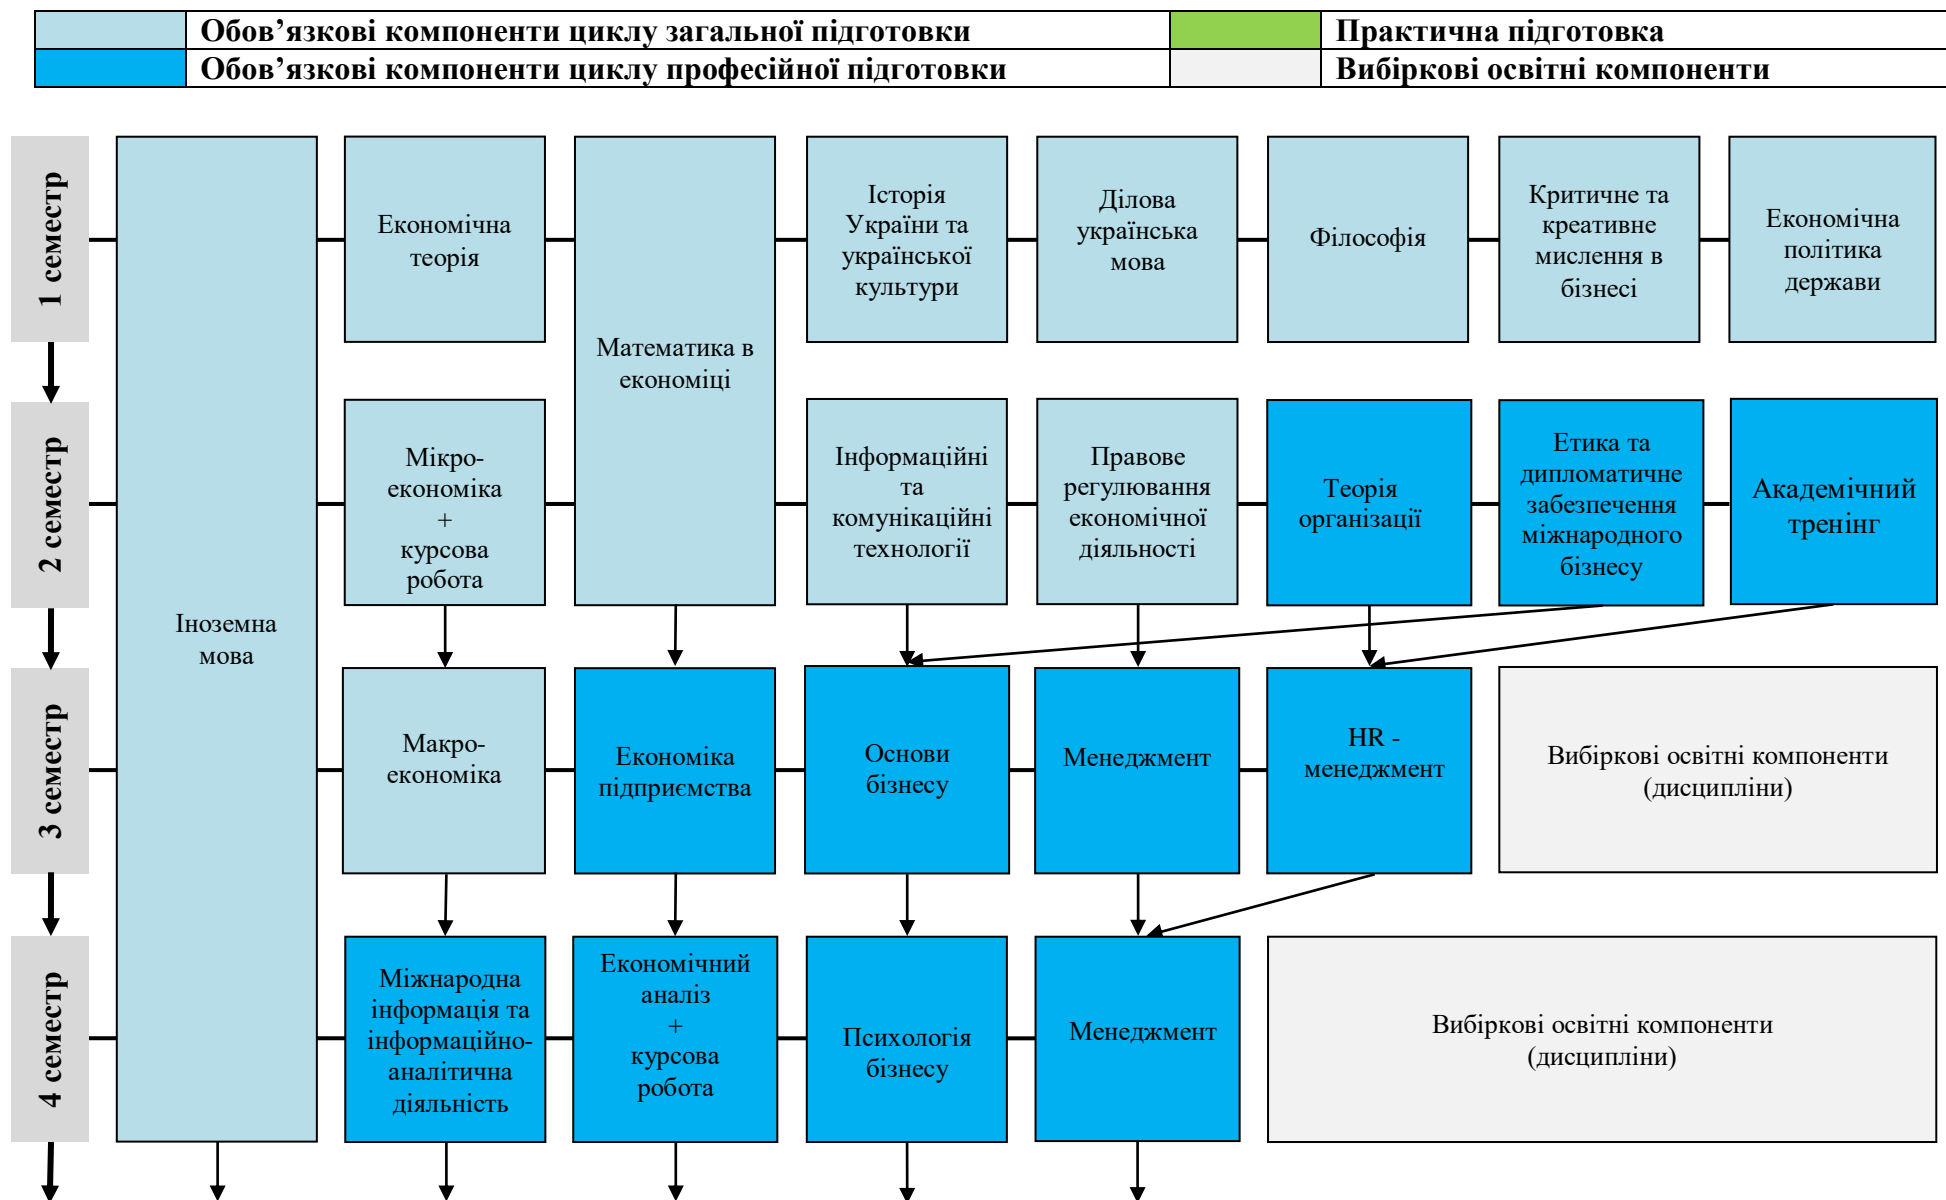 Обов’язкові компоненти циклу загальної підготовки
Практична підготовка
Обов’язкові компоненти циклу професійної підготовки
Вибіркові освітні компоненти
1 семестр
Економічна
теорія
Історія
України та
української
культури
Ділова
українська
мова
Філософія
Критичне та
креативне
мислення в
бізнесі
Економічна
політика
держави
Математика в
економіці
2 семестр
Мікро-
економіка
+
курсова
робота
Інформаційні
та
комунікаційні
технології
Правове
регулювання
економічної
діяльності
Теорія
організації
Етика та
дипломатичне
забезпечення
міжнародного
бізнесу
Академічний
тренінг
Іноземна
мова
3 семестр
Макро-
економіка
Економіка
підприємства
Основи
бізнесу
Менеджмент
HR -
менеджмент
Вибіркові освітні компоненти
(дисципліни)
4 семестр
Міжнародна
інформація та
інформаційно-
аналітична
діяльність
Економічний
аналіз
+
курсова
робота
Психологія
бізнесу
Менеджмент
Вибіркові освітні компоненти
(дисципліни)